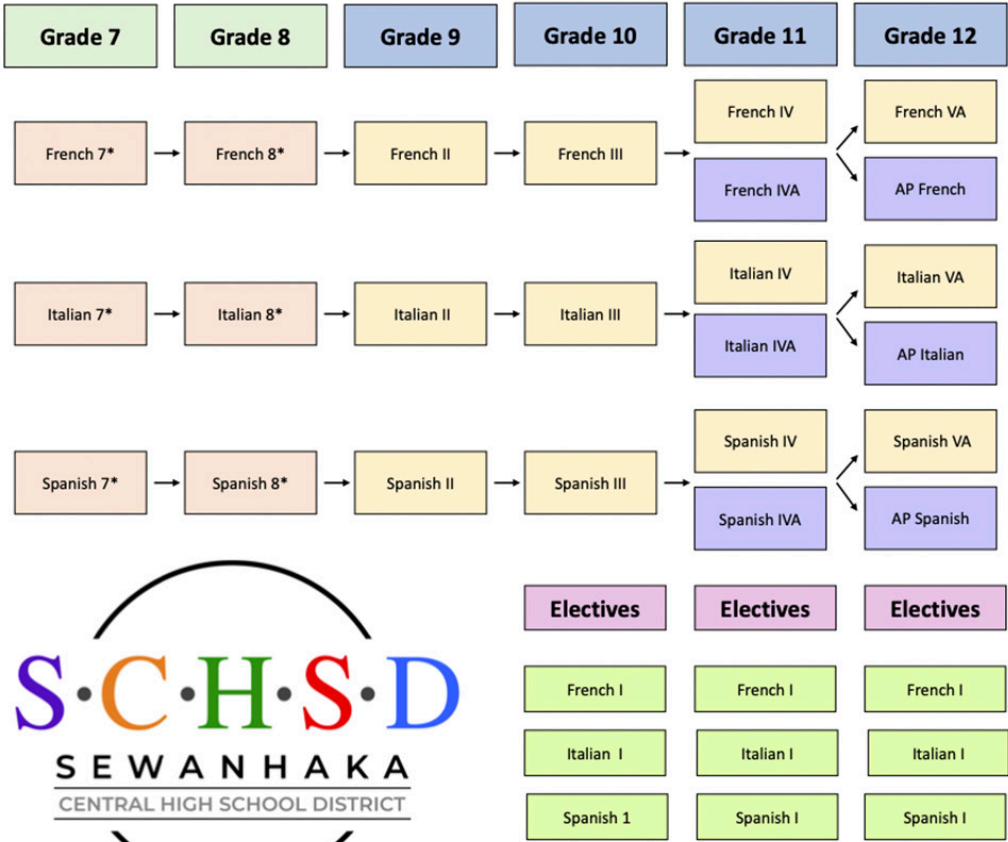 Grade 7
Grade 8
Grade 9
Grade 10
Grade 11
Grade 12
French 7*
French 8*
French II
French III
French IV
French IVA
French VA
AP French
Italian 7*
Italian 8*
Italian II
Italian III
Italian IV
Italian IVA
Italian VA
AP Italian
Spanish 7*
Spanish 8*
Spanish II
Spanish III
Spanish IV
Spanish IVA
Spanish VA
AP Spanish
Electives
Electives
Electives
French I
French I
French I
Italian I
Italian I
Italian I
Spanish 1
Spanish I
Spanish I
S·C·H·S·D
SEWANHAKA
CENTRAL HIGH SCHOOL DISTRICT